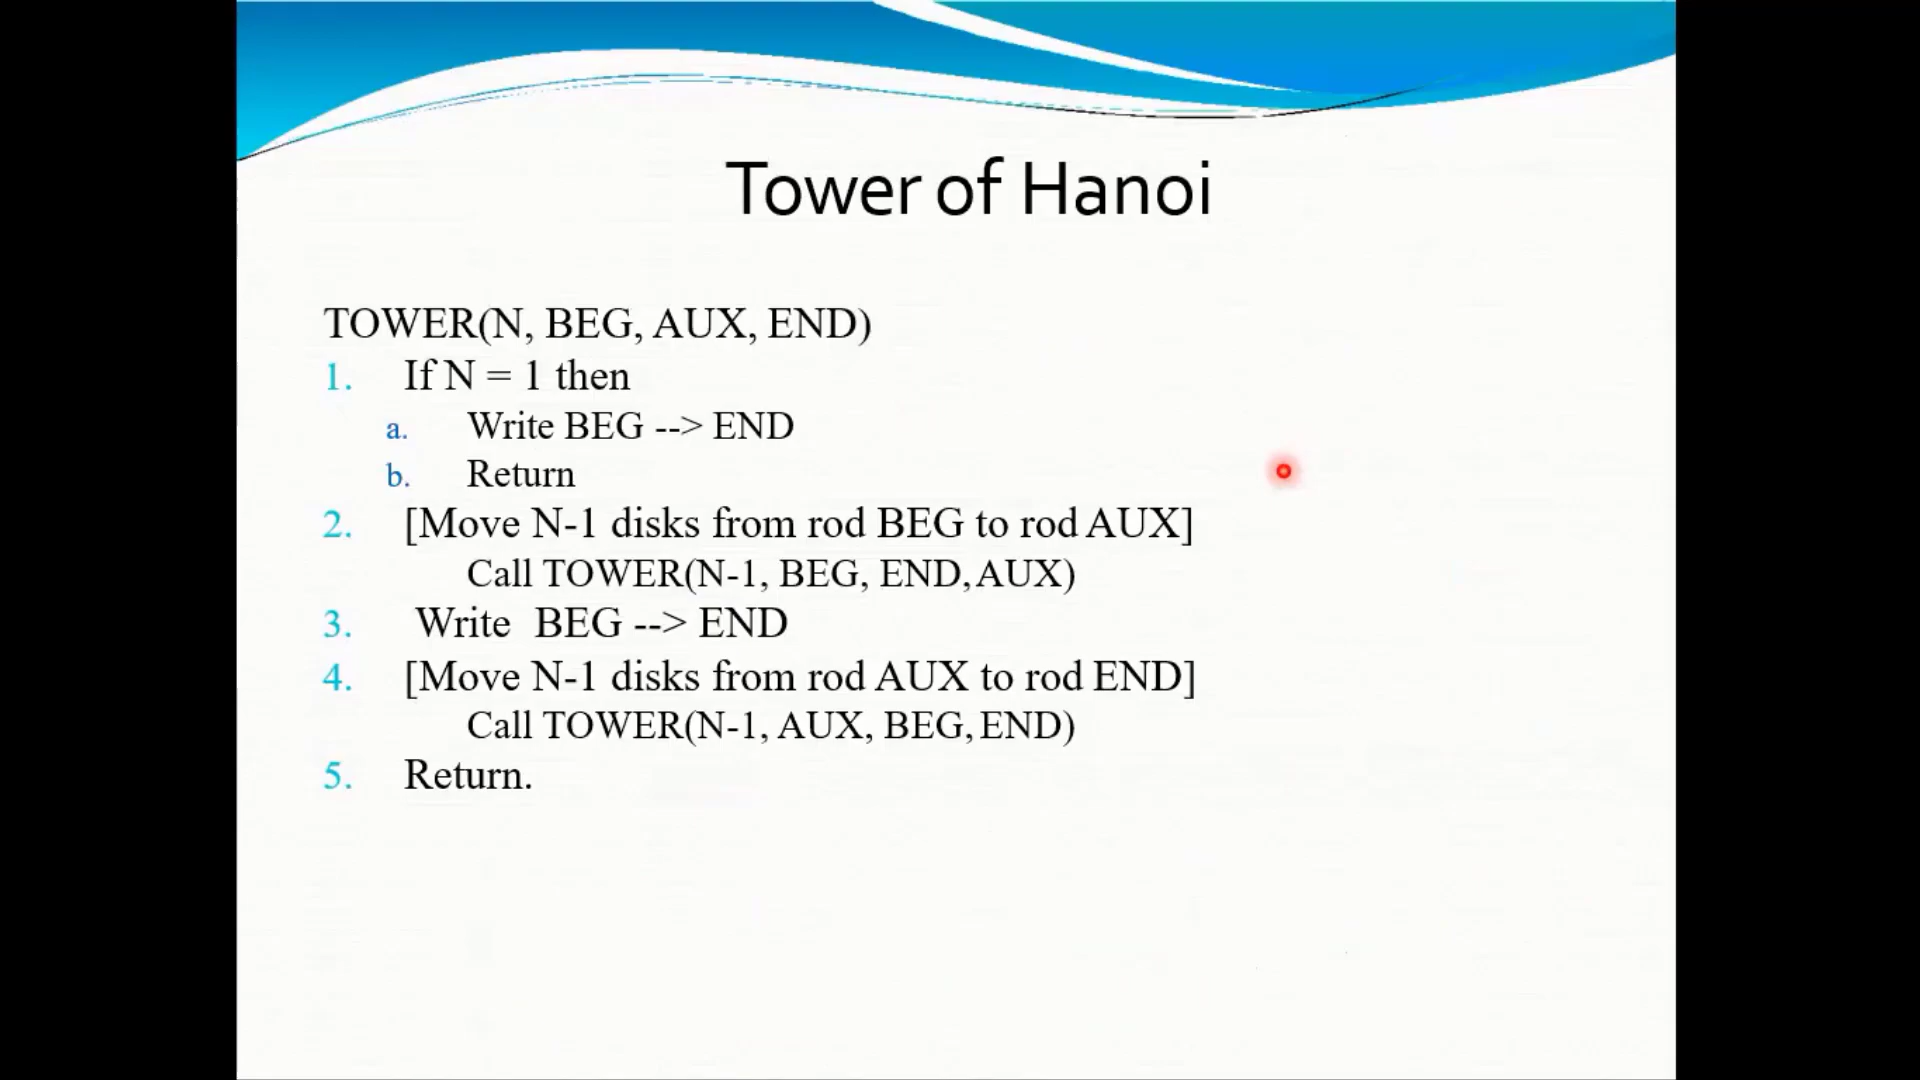 Tower of Hanoi
TOWER(N, BEG, AUX, END)
1. If N = 1 then
a. Write BEG --> END
b. Return
2. [Move N-1 disks from rod BEG to rod AUX]
Call TOWER(N-1, BEG, END, AUX)
3. Write BEG --> END
4. [Move N-1 disks from rod AUX to rod END]
Call TOWER(N-1, AUX, BEG, END)
5. Return.